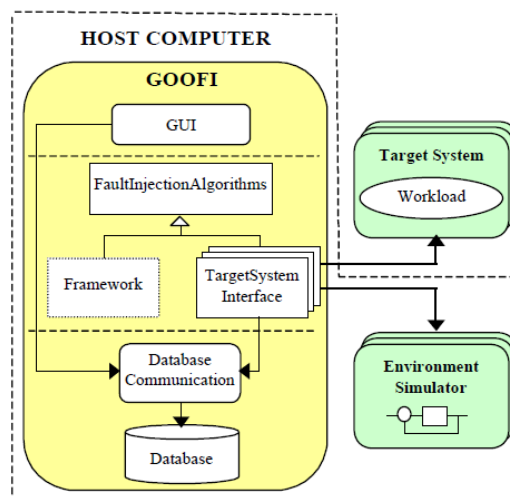 HOST COMPUTER
GOOFI
GUI
FaultInjectionAlgorithms
Framework
TargetSystem
Interface
Database
Communication
Database
Target System
Workload
Environment
Simulator